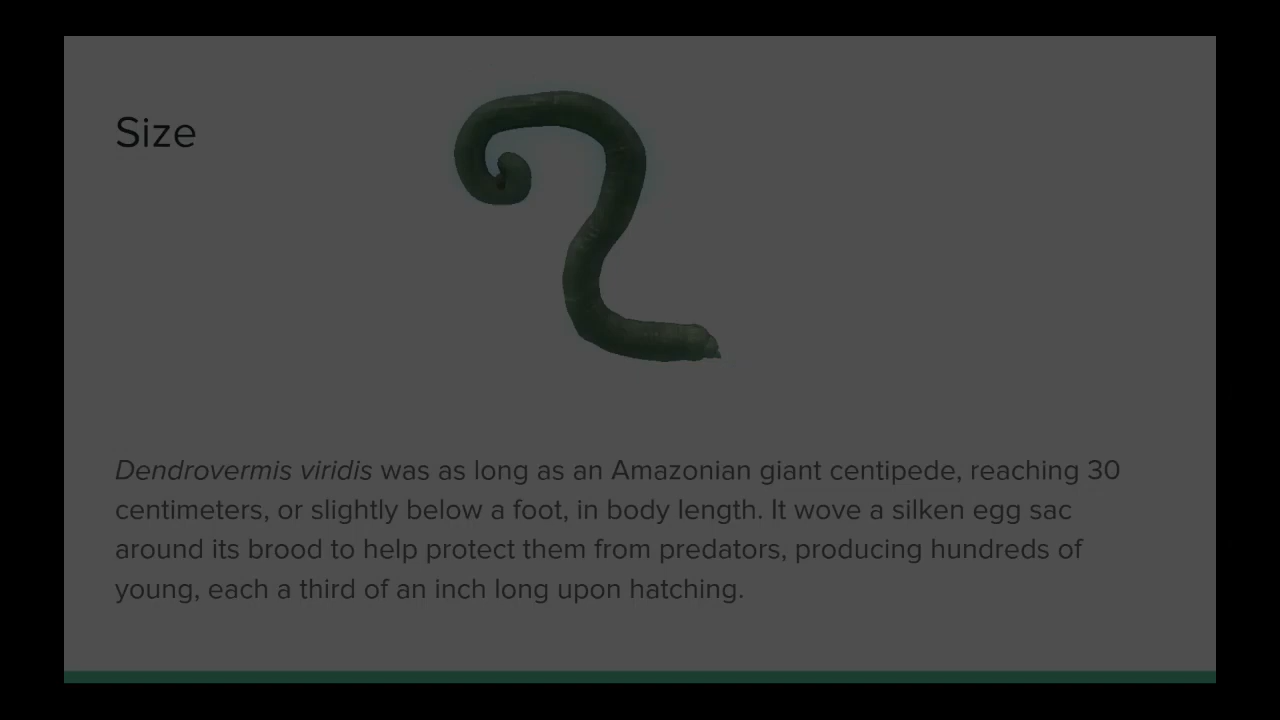 Size
Dendrovermis viridis was as long as an Amazonian giant centipede, reaching 30
centimeters, or slightly below a foot, in body length. It wove a silken egg sac
around its brood to help protect them from predators, producing hundreds of
young, each a third of an inch long upon hatching.